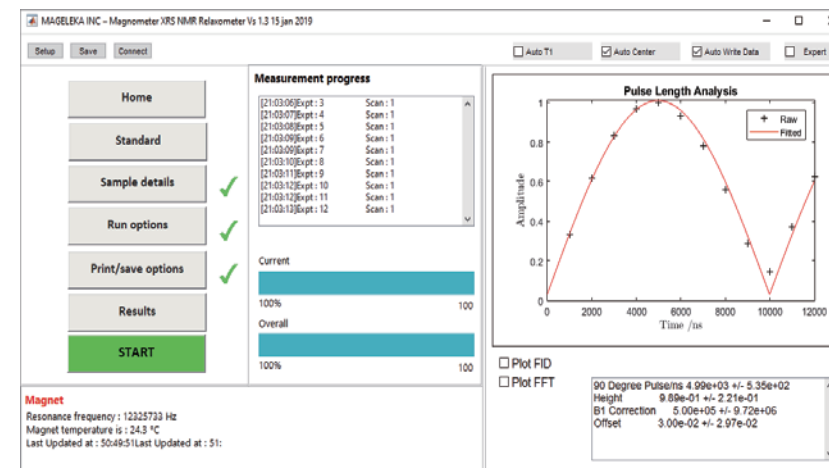 MAGELEKA INC – Magnometer XRS NMR Relaxometer Vs 1.3 15 jan 2019
Setup Save Connect
Auto T1 Auto Center Auto Write Data Expert
Home
Standard
Sample details
Run options
Print/save options
Results
START
Measurement progress
[21:03:06]Expt : 3 Scan : 1
[21:03:07]Expt : 4 Scan : 1
[21:03:08]Expt : 5 Scan : 1
[21:03:09]Expt : 6 Scan : 1
[21:03:09]Expt : 7 Scan : 1
[21:03:10]Expt : 8 Scan : 1
[21:03:11]Expt : 9 Scan : 1
[21:03:12]Expt : 10 Scan : 1
[21:03:12]Expt : 11 Scan : 1
[21:03:13]Expt : 12 Scan : 1
Current
100% 100
Overall
100% 100
Magnet
Resonance frequency : 12325733 Hz
Magnet temperature is : 24.3 °C
Last Updated at : 50:49:51Last Updated at : 51:
Pulse Length Analysis
Raw
Fitted
Amplitude
1
0.8
0.6
0.4
0.2
0
0 2000 4000 6000 8000 10000 12000
Time /ns
Plot FID
Plot FFT
90 Degree Pulse/ns 4.99e+03 +/- 5.35e+02
Height 9.89e-01 +/- 2.21e-01
B1 Correction 5.00e+05 +/- 9.72e+06
Offset 3.00e-02 +/- 2.97e-02